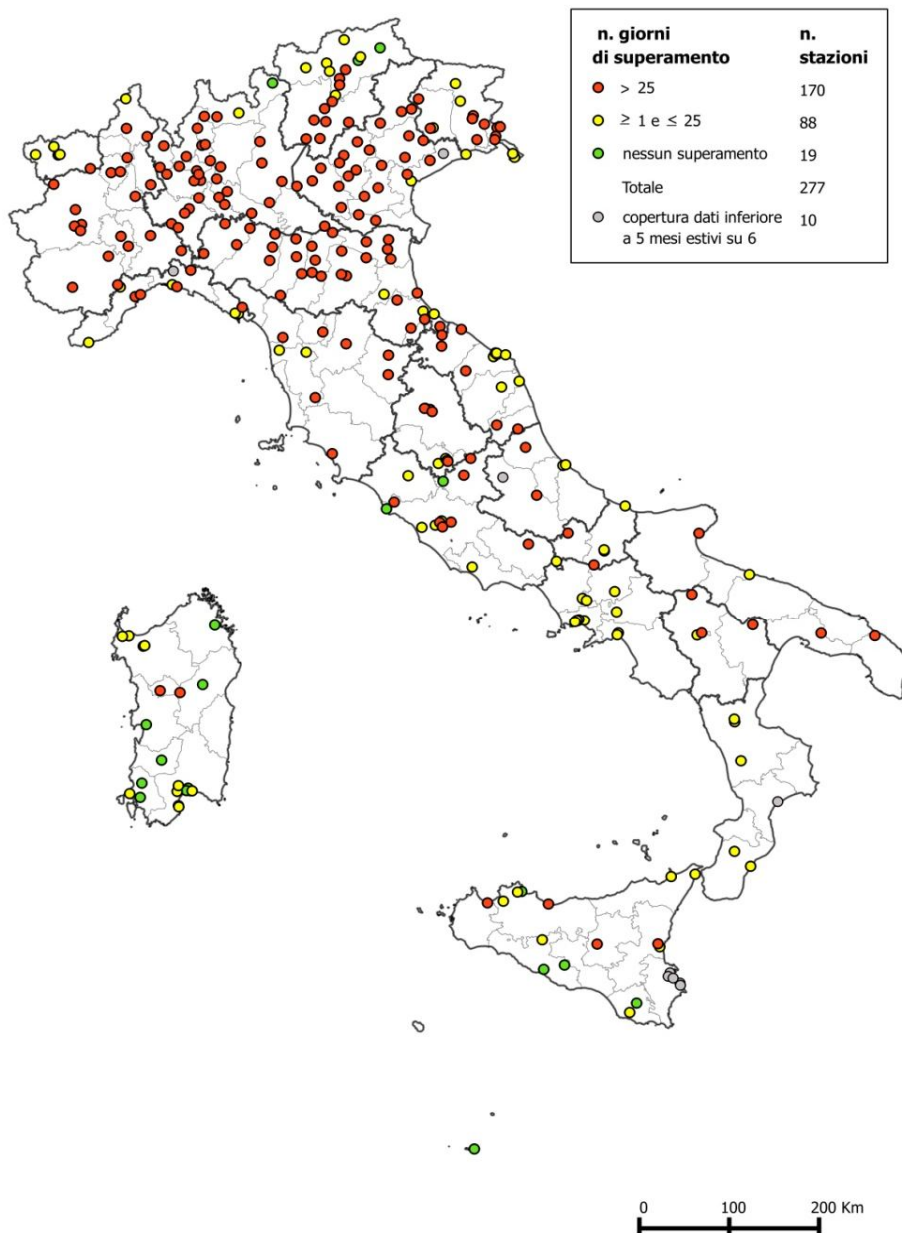 n. giorni
di superamento
n.
stazioni
> 25 170
≥ 1 e ≤ 25 88
nessun superamento 19
Totale 277
copertura dati inferiore
a 5 mesi estivi su 6
10
0 100 200 Km